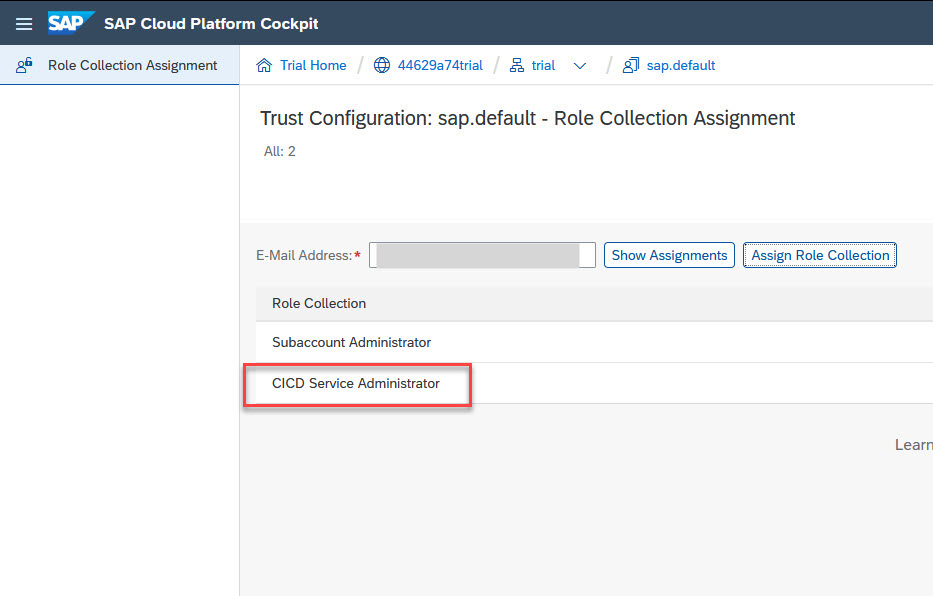 SAP SAP Cloud Platform Cockpit
Role Collection Assignment
Trial Home / 44629a74trial / trial / sap.default
Trust Configuration: sap.default - Role Collection Assignment
All: 2
E-Mail Address:* Show Assignments Assign Role Collection
Role Collection
Subaccount Administrator
CICD Service Administrator
Learn